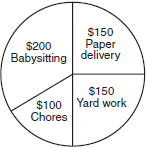 $200
Babysitting
$150
Paper
delivery
$150
Yard work
$100
Chores